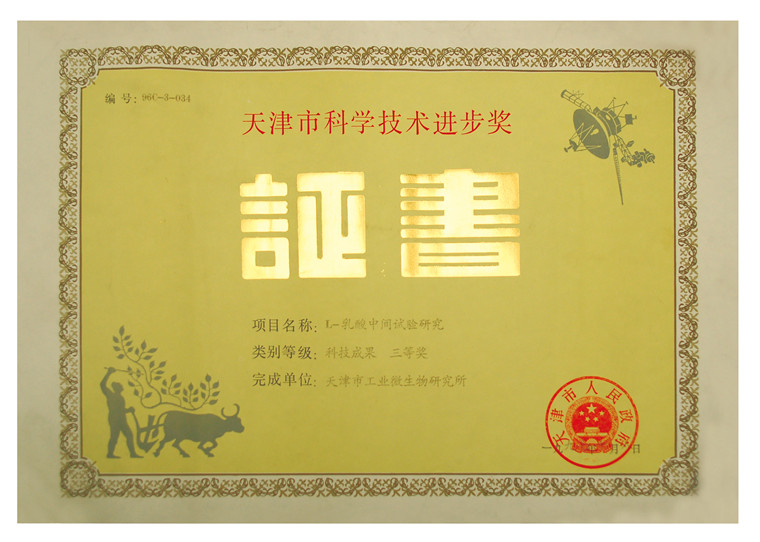 编 号：96C-3-034
天津市科学技术进步奖
証書
项目名称：L-乳酸中间试验研究
类别等级：科技成果 三等奖
完成单位：天津市工业微生物研究所
天津市人民政府